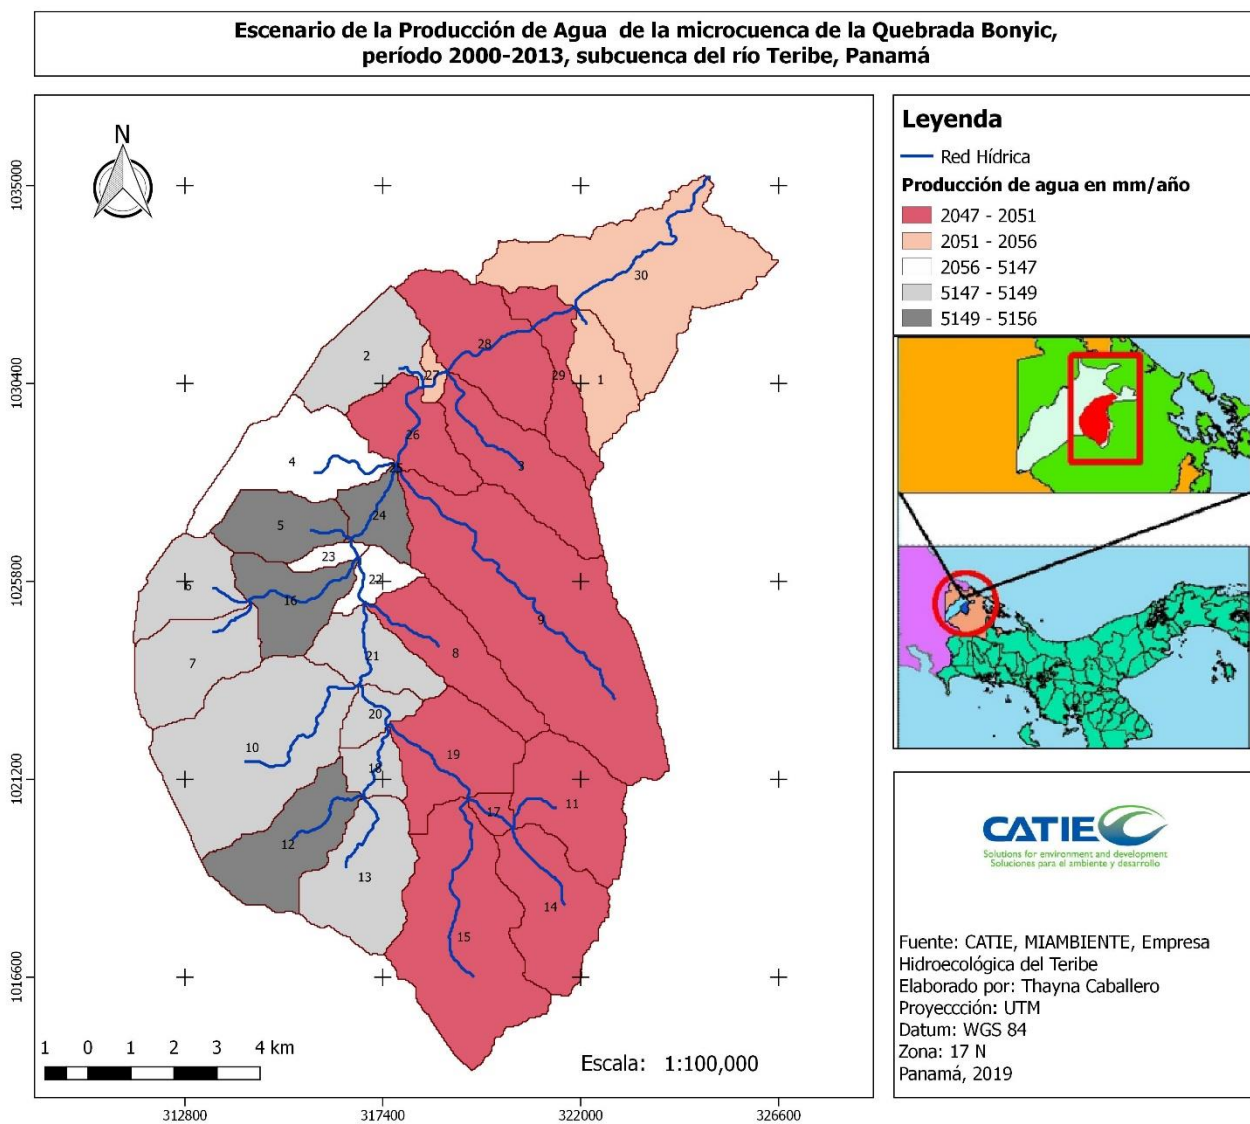 Escenario de la Producción de Agua de la microcuenca de la Quebrada Bonyic,
período 2000-2013, subcuenca del río Teribe, Panamá
N
1035000
1030400
1025800
1021200
1016600
312800
317400
322000
326600
30
28
2
27
29
1
26
3
4
25
5
24
23
22
6
16
9
7
21
8
20
10
19
18
17
11
12
13
14
15
1 0 1 2 3 4 km
Escala: 1:100,000
Leyenda
Red Hídrica
Producción de agua en mm/año
2047 - 2051
2051 - 2056
2056 - 5147
5147 - 5149
5149 - 5156
CATIE
Solutions for environment and development
Soluciones para el ambiente y desarrollo
Fuente: CATIE, MIAMBIENTE, Empresa
Hidroecológica del Teribe
Elaborado por: Thayna Caballero
Proyeccción: UTM
Datum: WGS 84
Zona: 17 N
Panamá, 2019